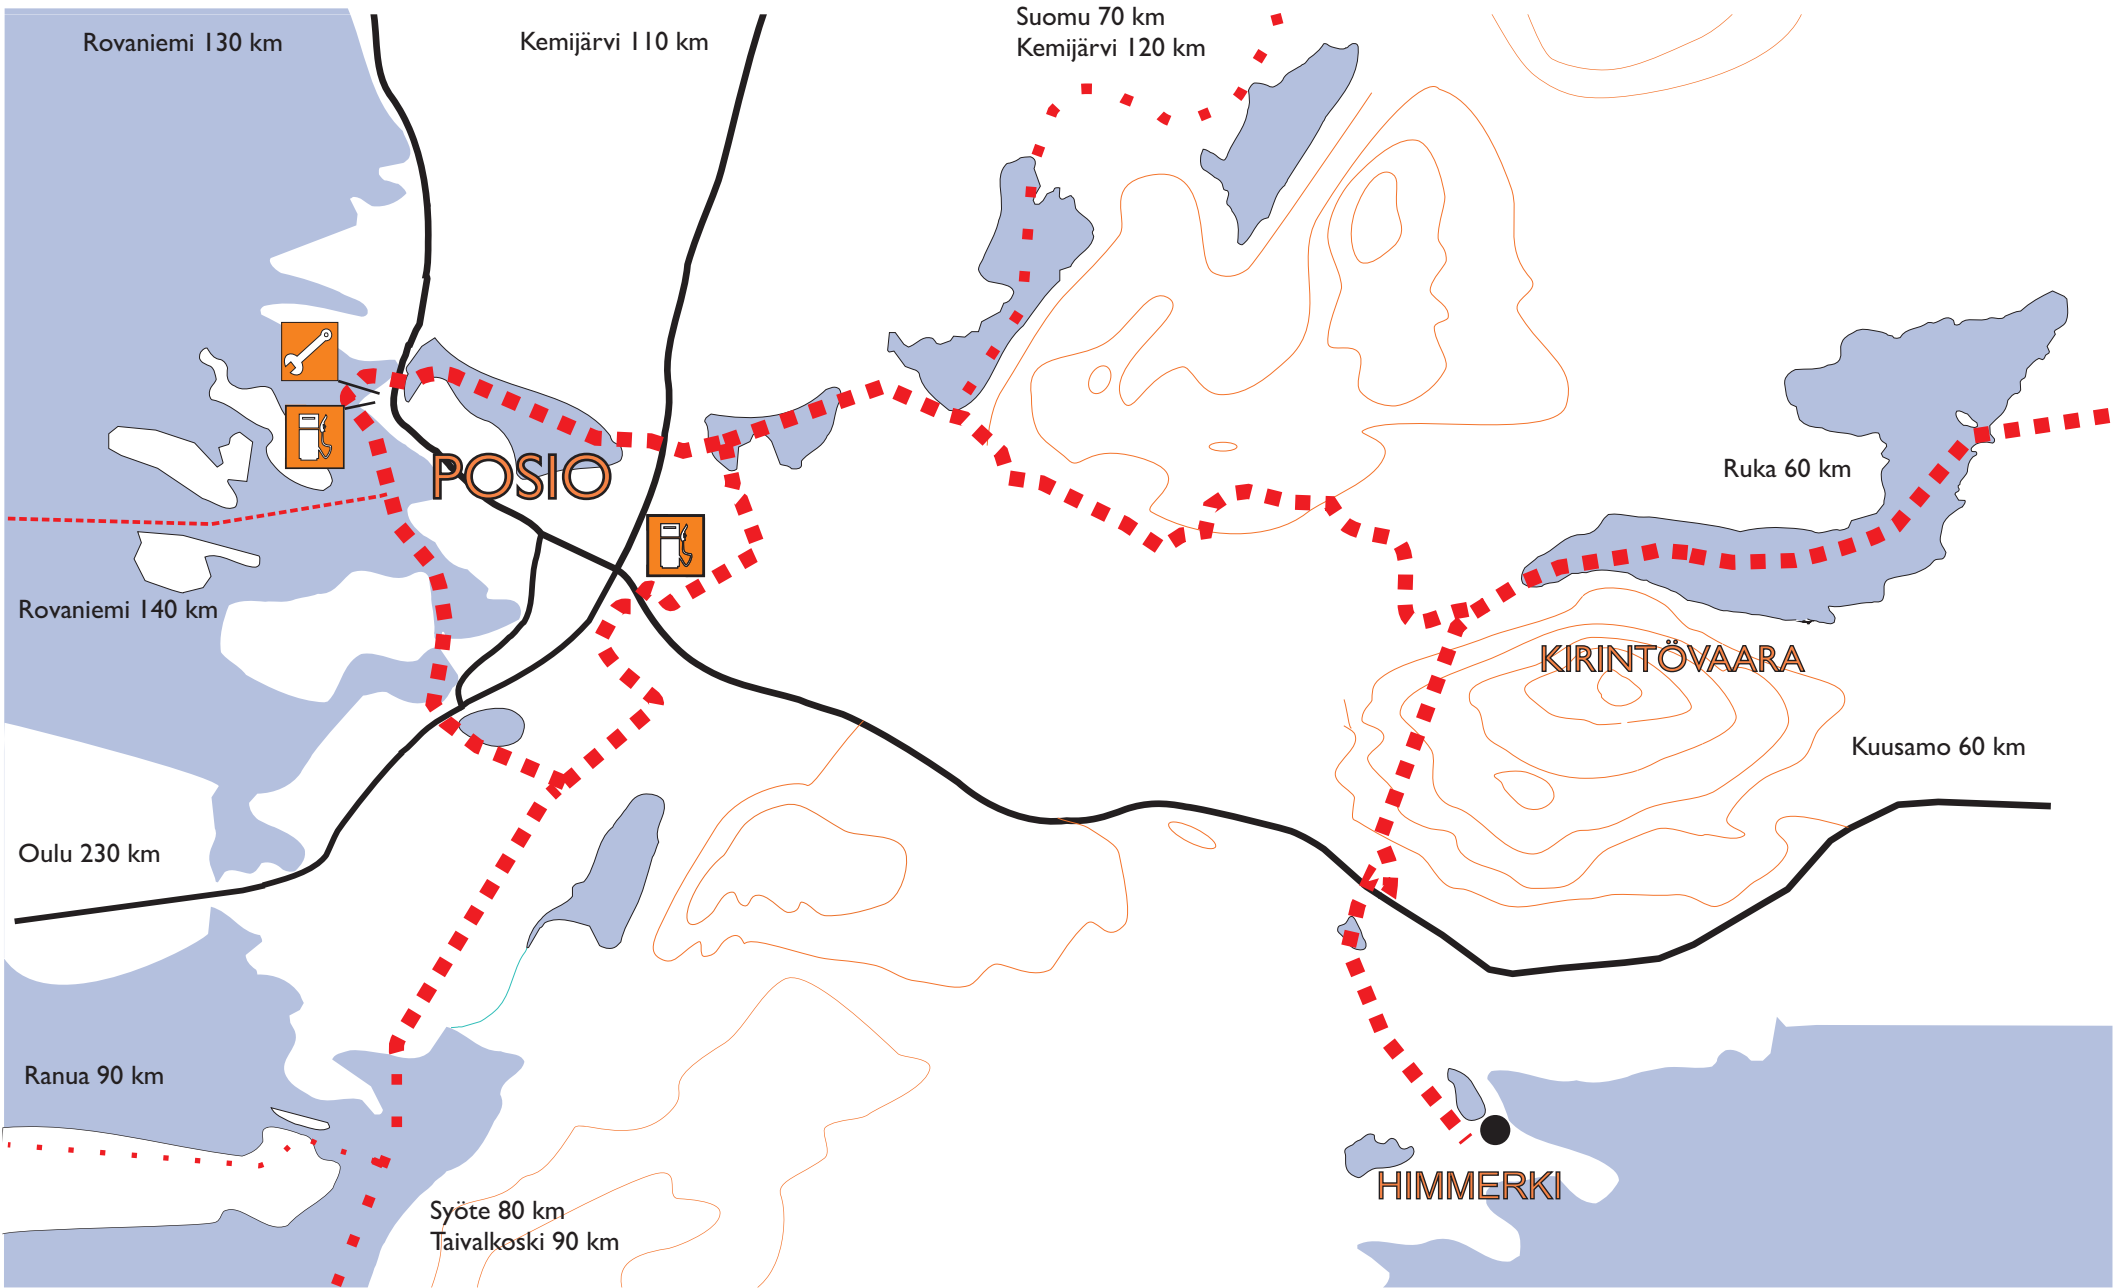 Rovaniemi 130 km
Kemijärvi 110 km
Suomu 70 km
Kemijärvi 120 km
POSIO
Ruka 60 km
Rovaniemi 140 km
KIRINTÖVAARA
Kuusamo 60 km
Oulu 230 km
Ranua 90 km
HIMMERKI
Syöte 80 km
Taivalkoski 90 km